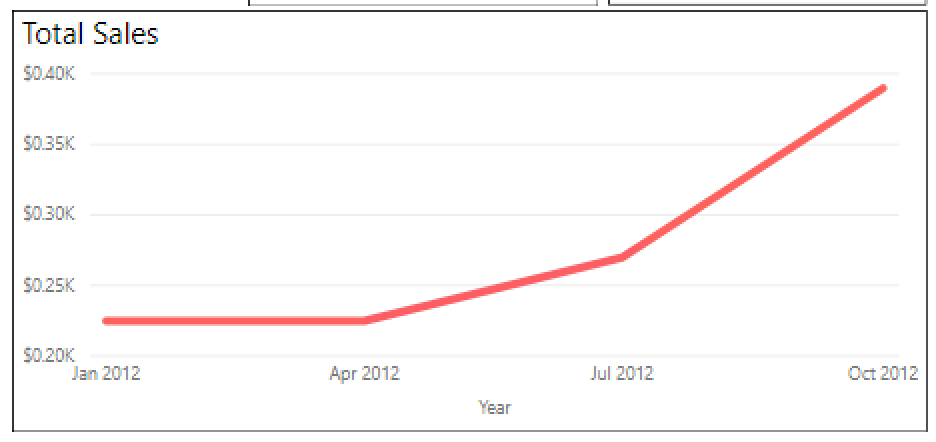 Total Sales
$0.40K
$0.35K
$0.30K
$0.25K
$0.20K
Jan 2012 Apr 2012 Jul 2012 Oct 2012
Year